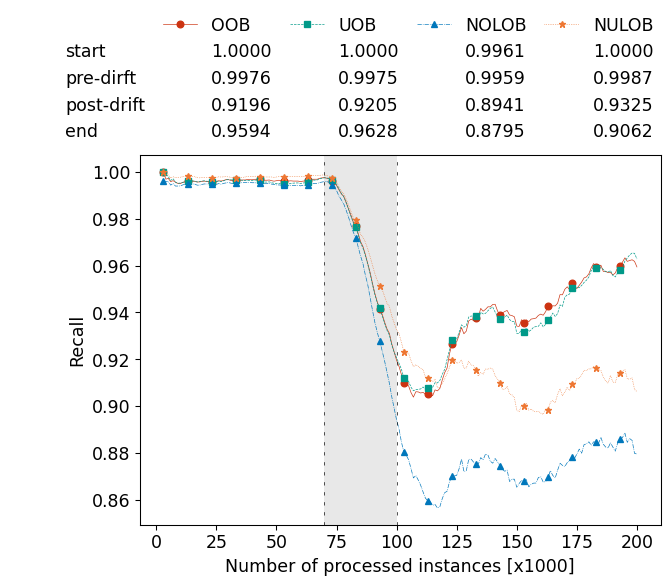 OOB UOB NOLOB NULOB
start 1.0000 1.0000 0.9961 1.0000
pre-dirft 0.9976 0.9975 0.9959 0.9987
post-drift 0.9196 0.9205 0.8941 0.9325
end 0.9594 0.9628 0.8795 0.9062
1.00
0.98
0.96
0.94
0.92
0.90
0.88
0.86
Recall
0 25 50 75 100 125 150 175 200
Number of processed instances [x1000]